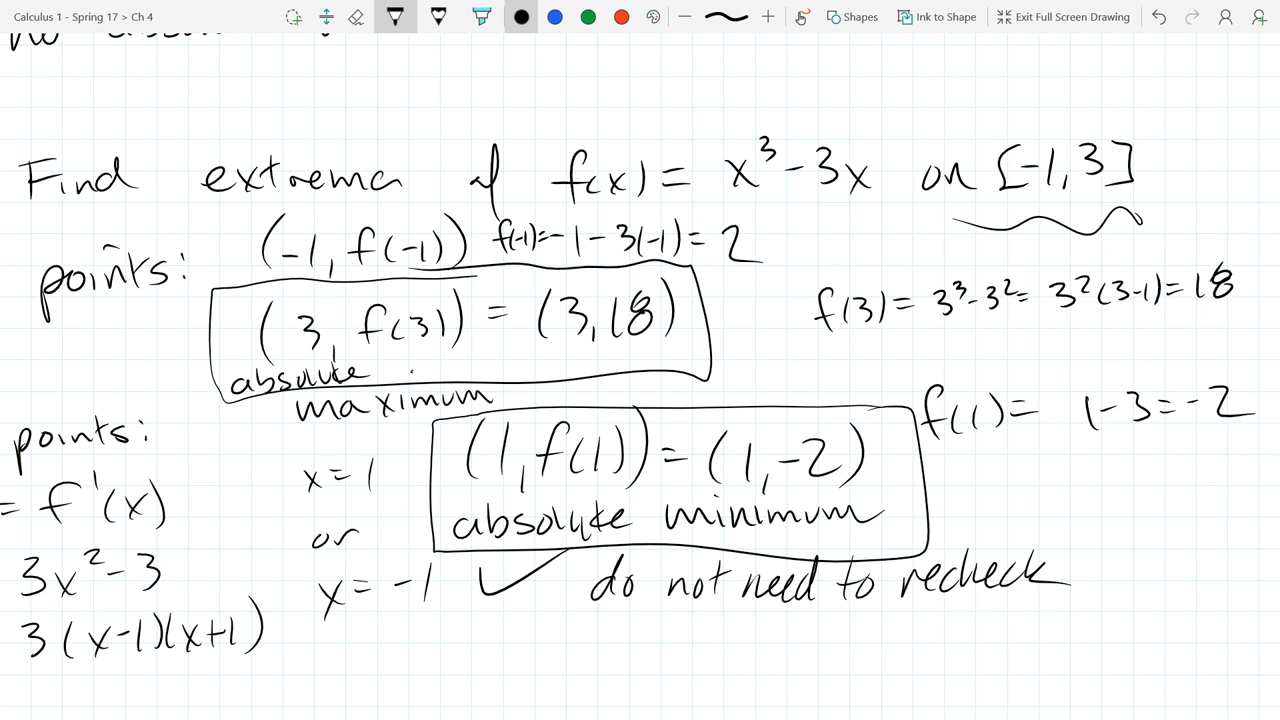 Calculus 1 - Spring 17 > Ch 4
Shapes
Ink to Shape
Exit Full Screen Drawing
Find extrema of f(x) = x³ - 3x on [-1,3]
(-1, f(-1)) f(-1) = -1 - 3(-1) = 2
points:
(3, f(3)) = (3,18)
f(3) = 3³-3² = 3²(3-1) = 18
absolute
maximum
f(1) = 1-3 = -2
points:
(1, f(1)) = (1,-2)
x = 1
= f'(x)
absolute minimum
or
3x²-3
x = -1 ✓ do not need to recheck
3(x-1)(x+1)